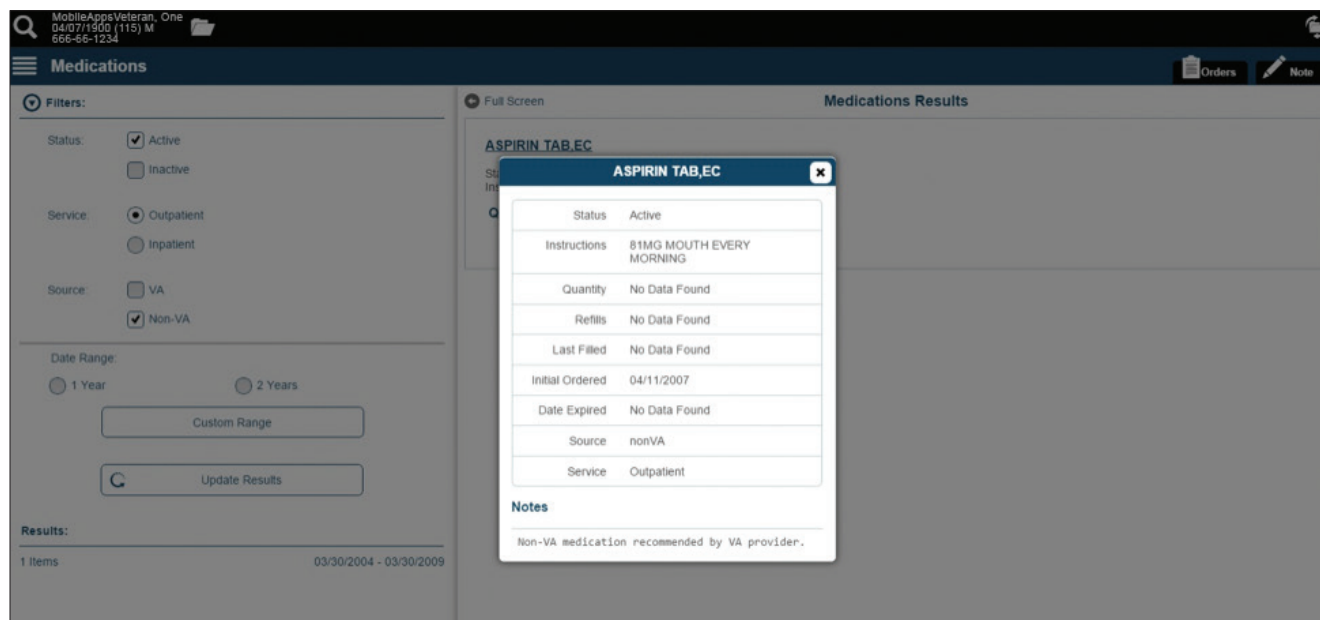 MobileAppsVeteran, One
04/07/1900 (115) M
666-66-1234
Medications
Orders
Note
Filters:
Status:
Active
Inactive
Service:
Outpatient
Inpatient
Source:
VA
Non-VA
Date Range:
1 Year
2 Years
Custom Range
Update Results
Results:
1 Items
03/30/2004 - 03/30/2009
Full Screen
Medications Results
ASPIRIN TAB,EC
ASPIRIN TAB,EC
Status
Active
Instructions
81MG MOUTH EVERY
MORNING
Quantity
No Data Found
Refills
No Data Found
Last Filled
No Data Found
Initial Ordered
04/11/2007
Date Expired
No Data Found
Source
nonVA
Service
Outpatient
Notes
Non-VA medication recommended by VA provider.